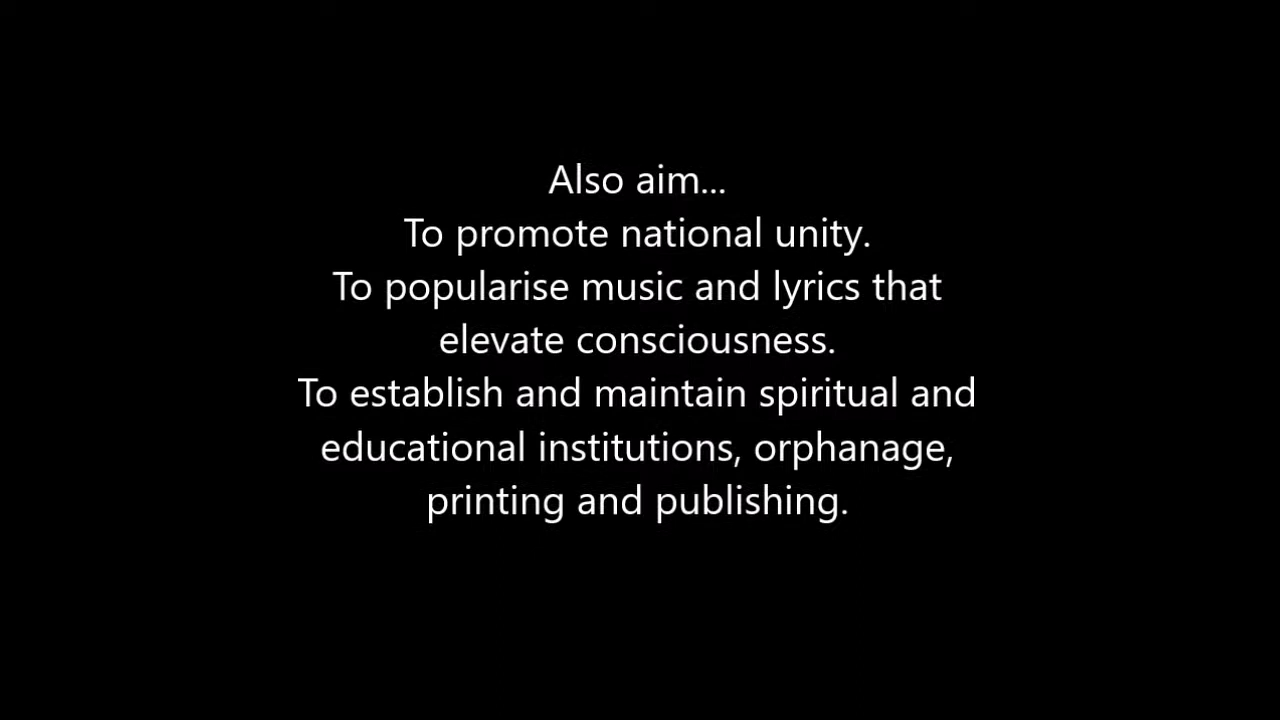 Also aim...
To promote national unity.
To popularise music and lyrics that
elevate consciousness.
To establish and maintain spiritual and
educational institutions, orphanage,
printing and publishing.